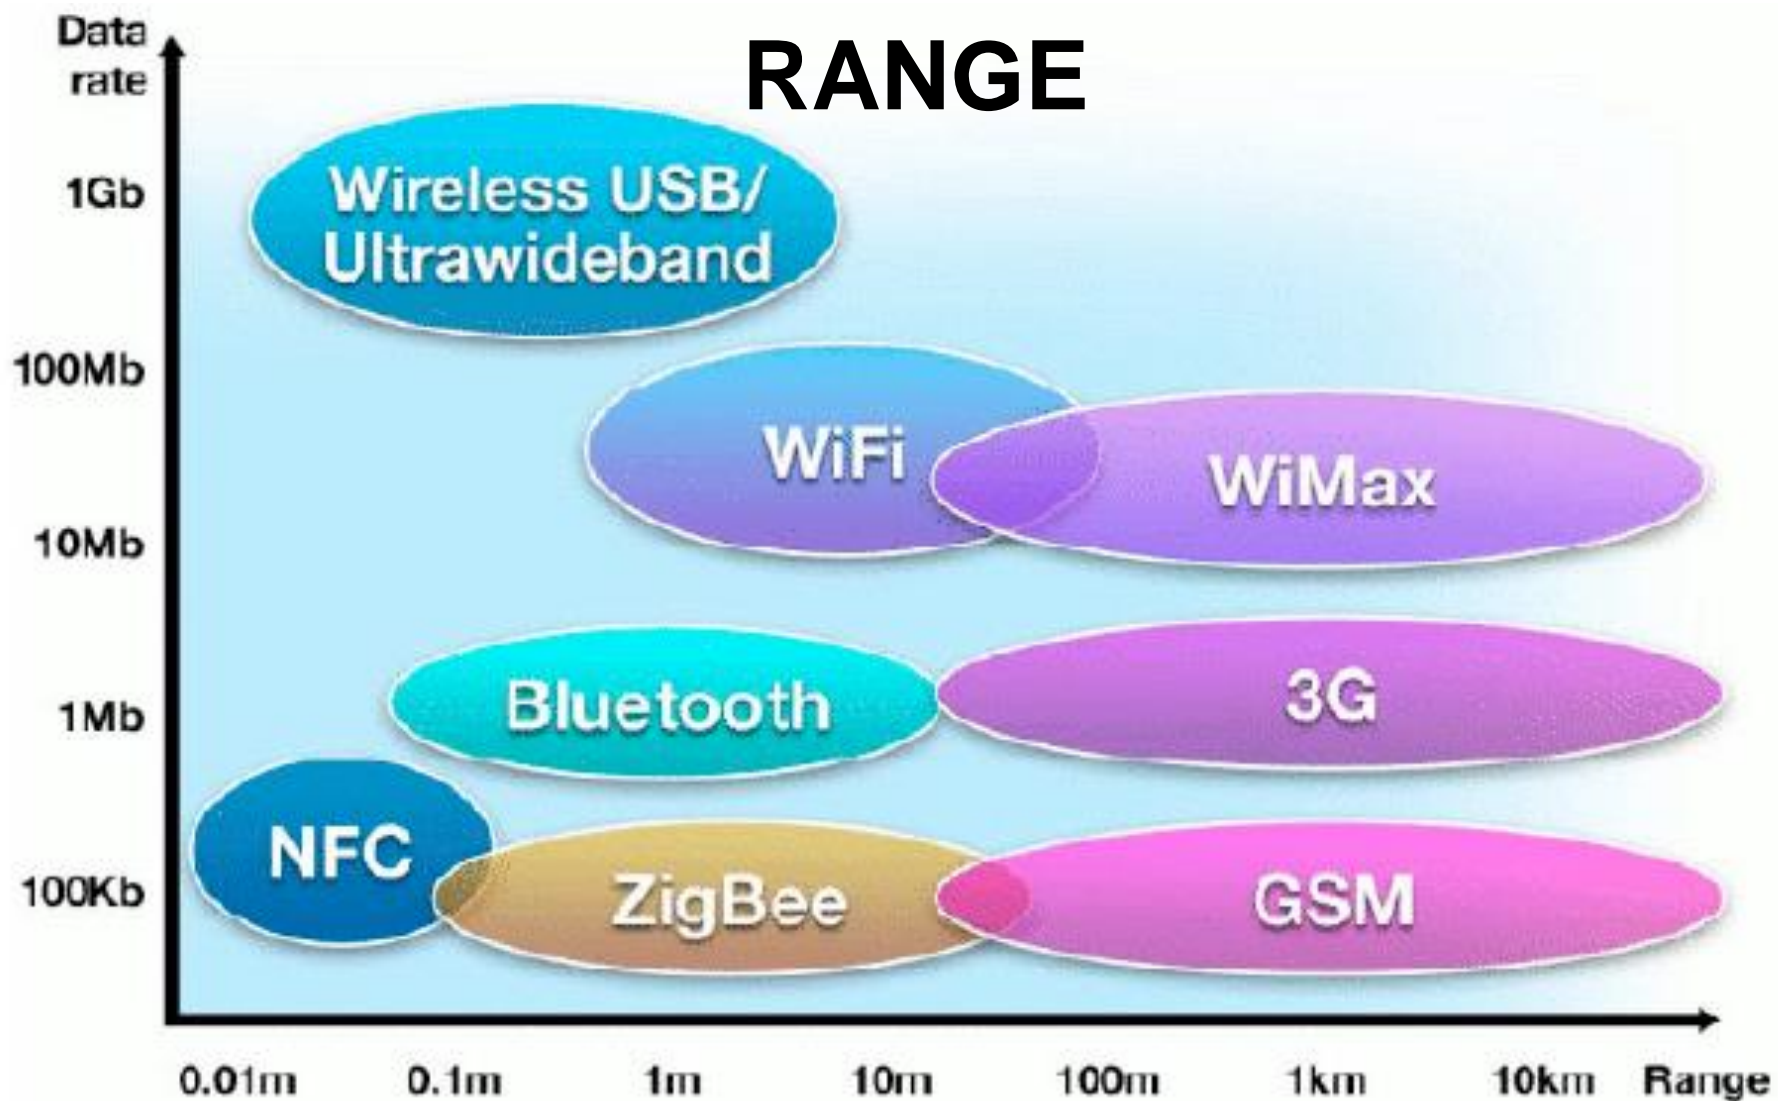 Data
rate
RANGE
1Gb
Wireless USB/
Ultrawideband
100Mb
WiFi
WiMax
10Mb
Bluetooth
3G
1Mb
NFC
ZigBee
GSM
100Kb
0.01m 0.1m 1m 10m 100m 1km 10km Range